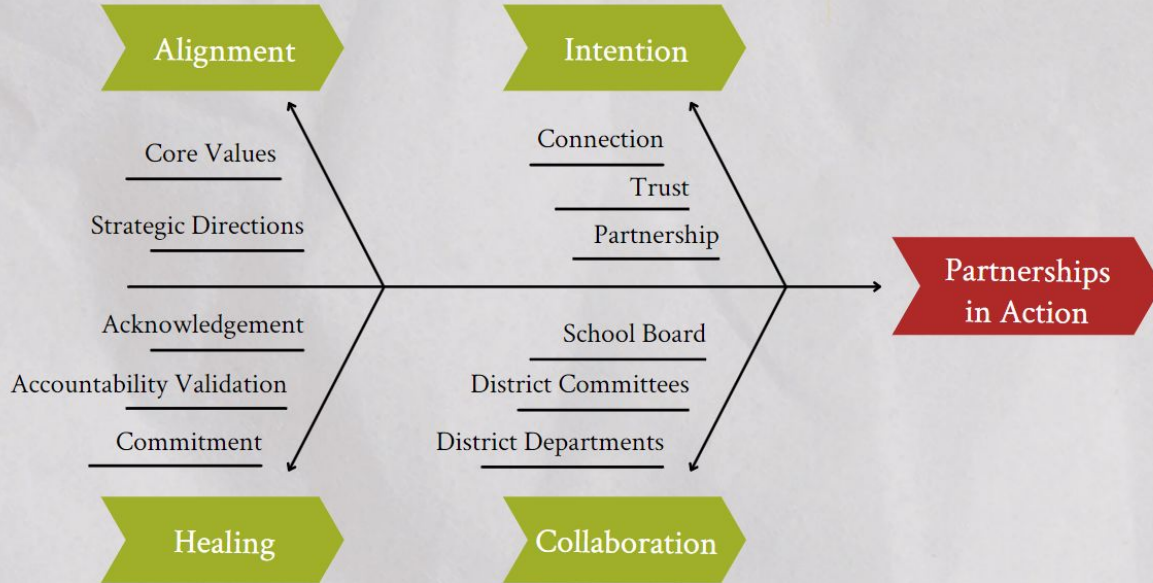 Alignment
Intention
Core Values
Strategic Directions
Connection
Trust
Partnership
Partnerships
in Action
Acknowledgement
Accountability Validation
Commitment
School Board
District Committees
District Departments
Healing
Collaboration